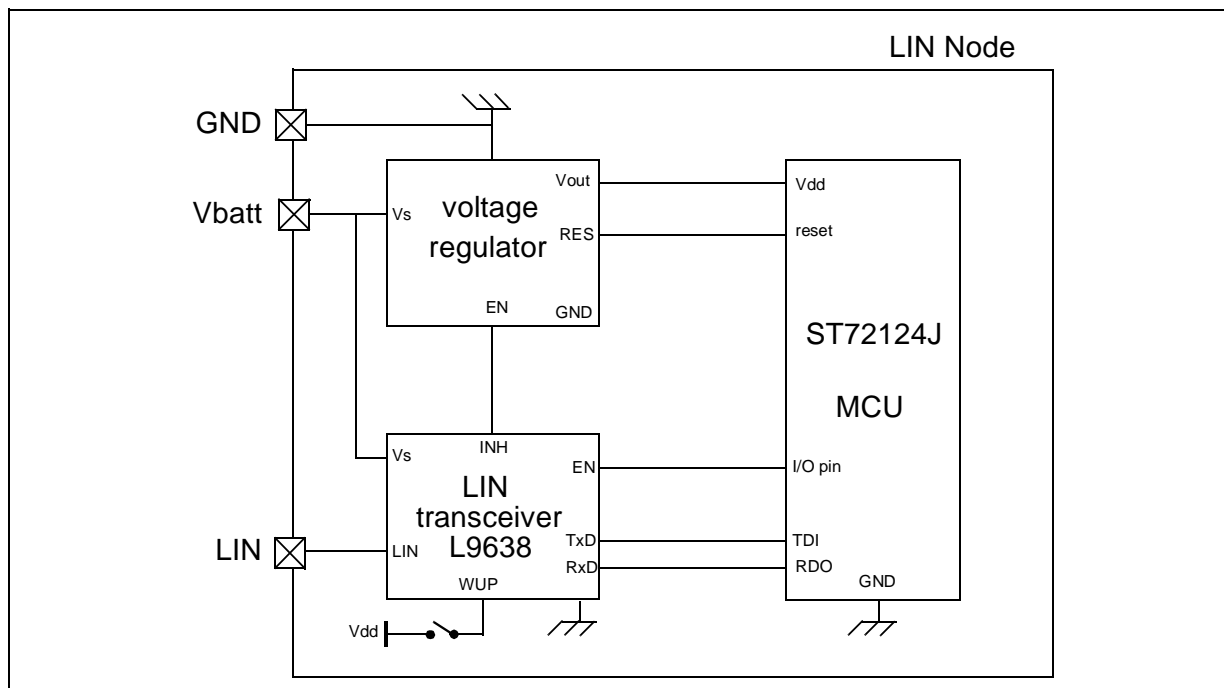 LIN Node
GND
Vbatt
LIN
Vs
voltage
regulator
Vout
RES
EN
GND
Vdd
reset
ST72124J
MCU
I/O pin
TDI
RDO
GND
INH
Vs
EN
LIN
transceiver
L9638
LIN
TxD
RxD
WUP
Vdd